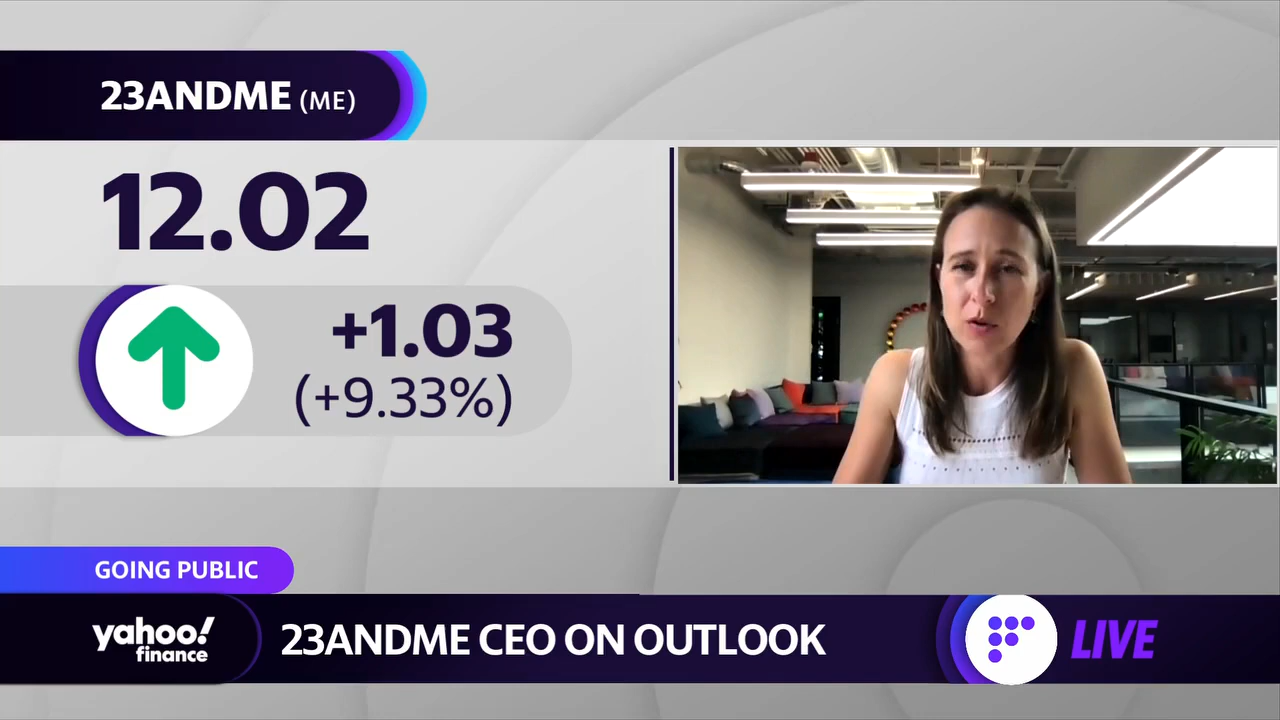 23ANDME (ME)
12.02
+1.03
(+9.33%)
GOING PUBLIC
yahoo!
finance
23ANDME CEO ON OUTLOOK
LIVE